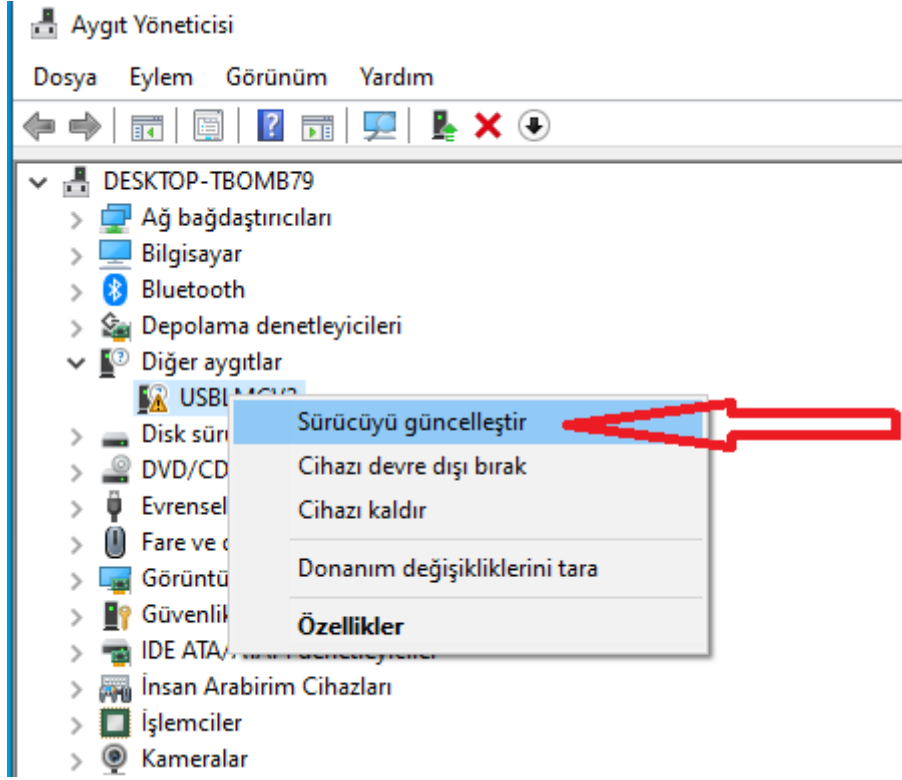 Aygıt Yöneticisi
Dosya Eylem Görünüm Yardım
DESKTOP-TBOMB79
Ağ bağdaştırıcıları
Bilgisayar
Bluetooth
Depolama denetleyicileri
Diğer aygıtlar
Sürücüyü güncelleştir
Disk
Cihazı devre dışı bırak
DVD/CD
Cihazı kaldır
Evrensel
Fare ve
Donanım değişikliklerini tara
Görüntü
Güvenlik
Özellikler
IDE ATA/
İnsan Arabirim Cihazları
İşlemciler
Kameralar